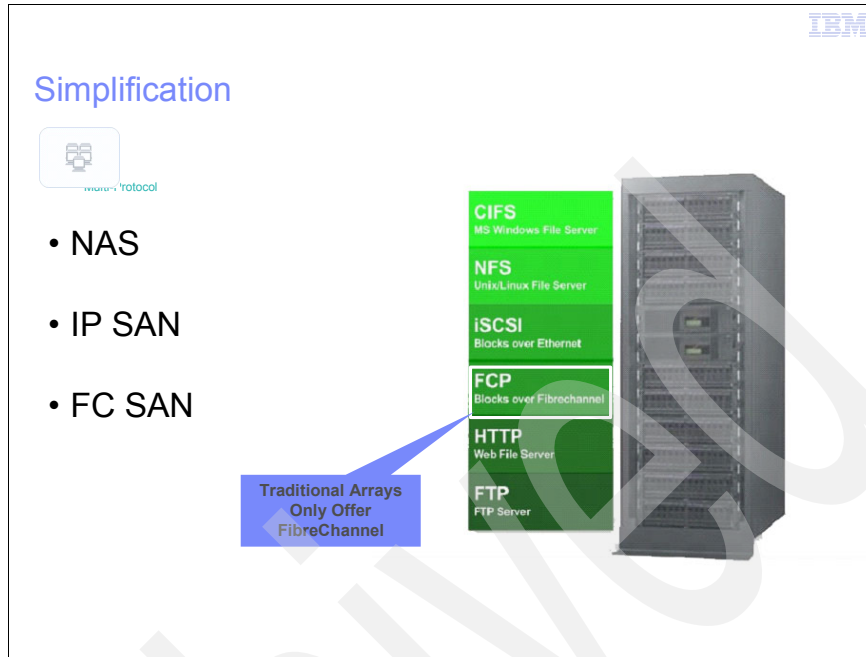 IBM
Simplification
Multi-Protocol
• NAS
• IP SAN
• FC SAN
CIFS
MS Windows File Server
NFS
Unix/Linux File Server
iSCSI
Blocks over Ethernet
FCP
Blocks over Fibrechannel
HTTP
Web File Server
FTP
FTP Server
Traditional Arrays
Only Offer
FibreChannel